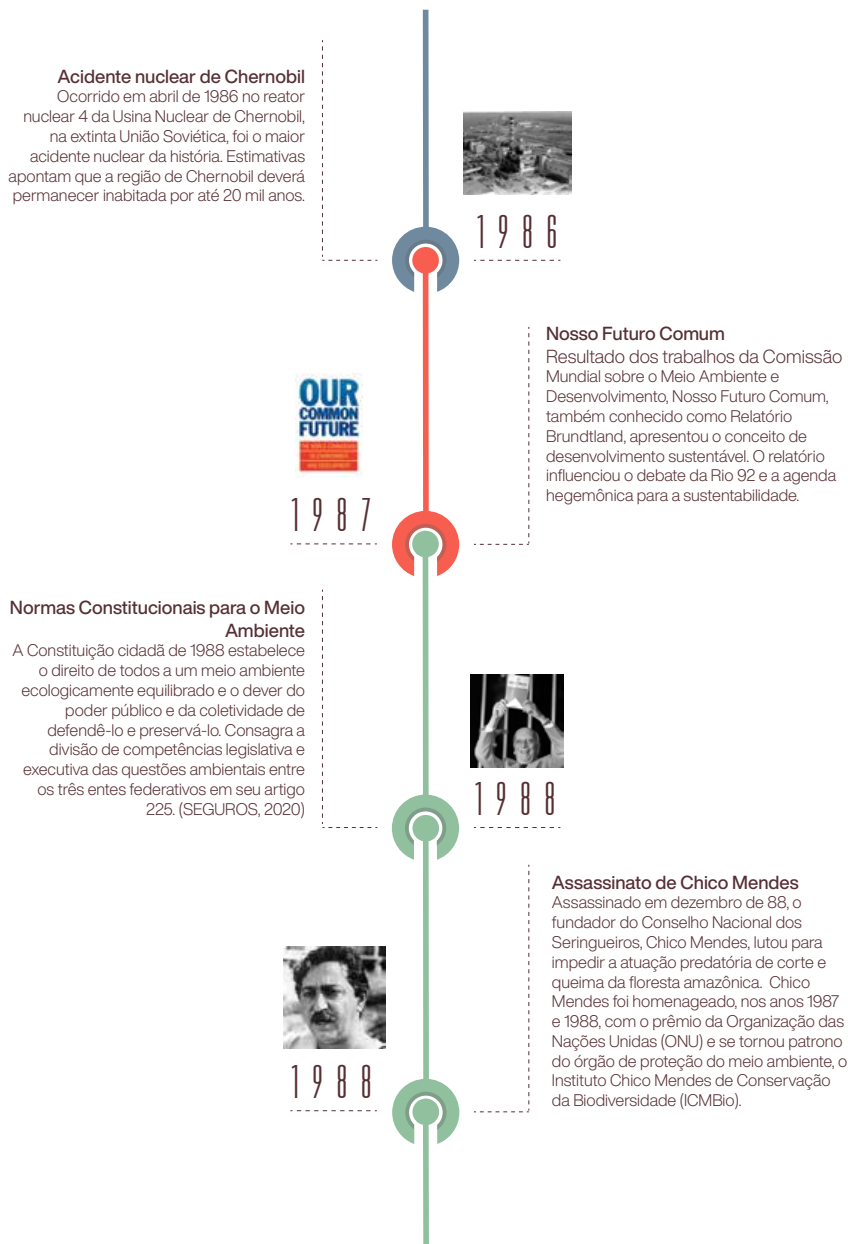 Acidente nuclear de Chernobil
Ocorrido em abril de 1986 no reator
nuclear 4 da Usina Nuclear de Chernobil,
na extinta União Soviética, foi o maior
acidente nuclear da história. Estimativas
apontam que a região de Chernobil deverá
permanecer inabitada por até 20 mil anos.
1986
Nosso Futuro Comum
Resultado dos trabalhos da Comissão
Mundial sobre o Meio Ambiente e
Desenvolvimento, Nosso Futuro Comum,
também conhecido como Relatório
Brundtland, apresentou o conceito de
desenvolvimento sustentável. O relatório
influenciou o debate da Rio 92 e a agenda
hegemônica para a sustentabilidade.
OUR
COMMON
FUTURE
1987
Normas Constitucionais para o Meio
Ambiente
A Constituição cidadã de 1988 estabelece
o direito de todos a um meio ambiente
ecologicamente equilibrado e o dever do
poder público e da coletividade de
defendê-lo e preservá-lo. Consagra a
divisão de competências legislativa e
executiva das questões ambientais entre
os três entes federativos em seu artigo
225. (SEGUROS, 2020)
1988
Assassinato de Chico Mendes
Assassinado em dezembro de 88, o
fundador do Conselho Nacional dos
Seringueiros, Chico Mendes, lutou para
impedir a atuação predatória de corte e
queima da floresta amazônica. Chico
Mendes foi homenageado, nos anos 1987
e 1988, com o prêmio da Organização das
Nações Unidas (ONU) e se tornou patrono
do órgão de proteção do meio ambiente, o
Instituto Chico Mendes de Conservação
da Biodiversidade (ICMBio).
1988